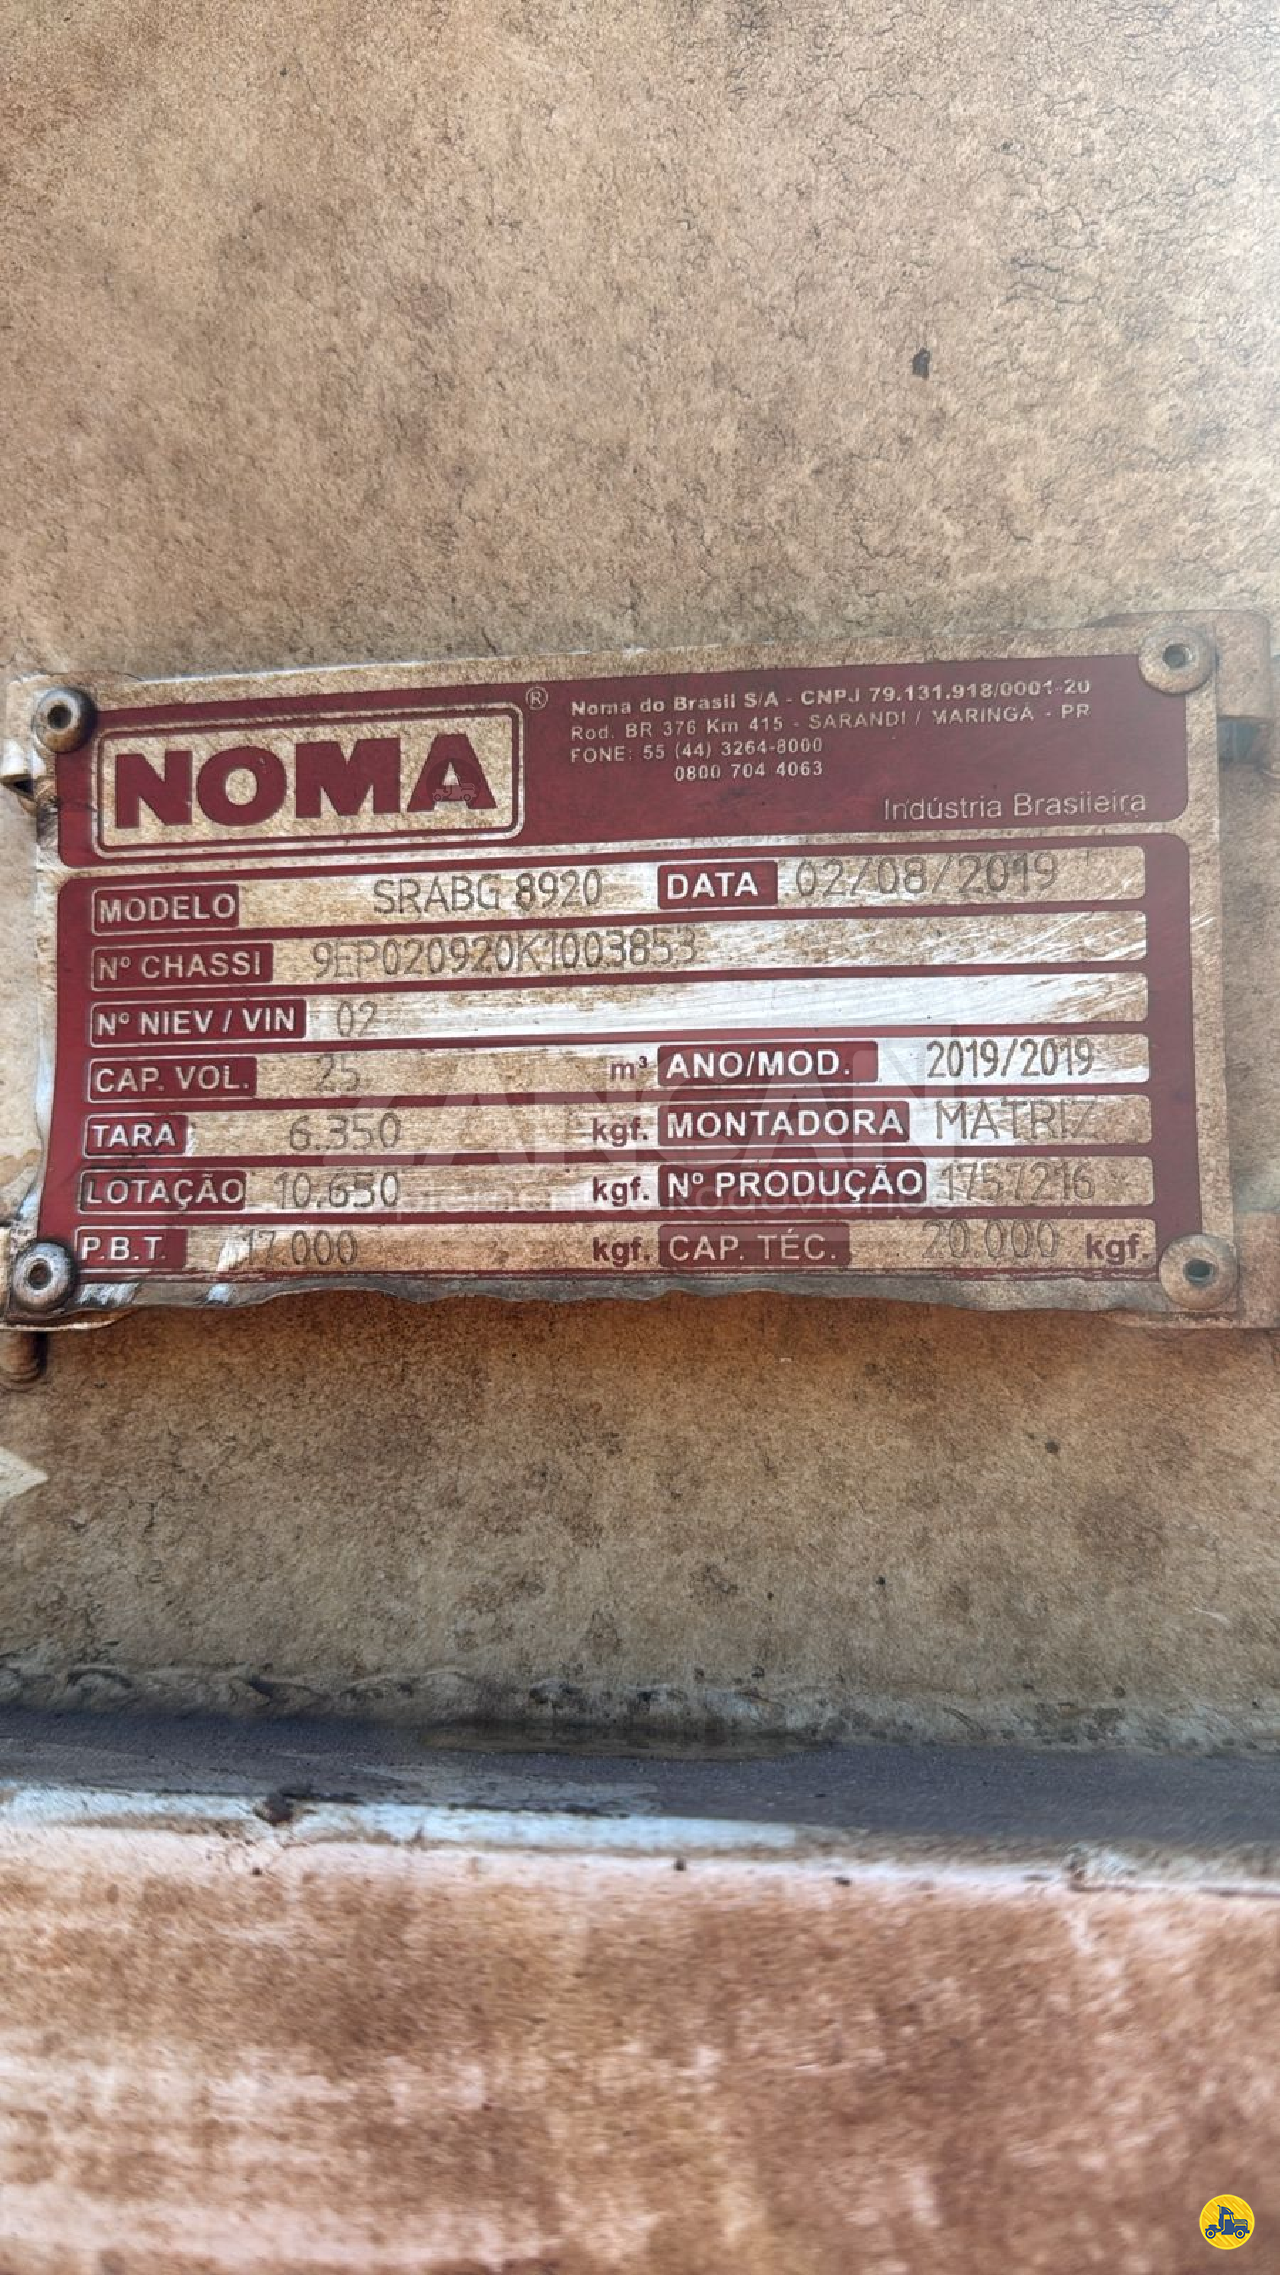 NOMA®
Noma do Brasil S/A - CNPJ 79.131.918/0001-20
Rod. BR 376 Km 415 - SARANDI / MARINGÁ - PR
FONE: 55 (44) 3264-8000
0800 704 4063
Indústria Brasileira
MODELO SRABG 8920 DATA 02/08/2019
Nº CHASSI 9EP020920K1003853
Nº NIEV / VIN 02
CAP. VOL. 25 m³ ANO/MOD. 2019/2019
TARA 6.350 kgf. MONTADORA MATRIZ
LOTAÇÃO 10.650 kgf. Nº PRODUÇÃO 1757216
P.B.T. 17.000 kgf. CAP. TÉC. 20.000 kgf.